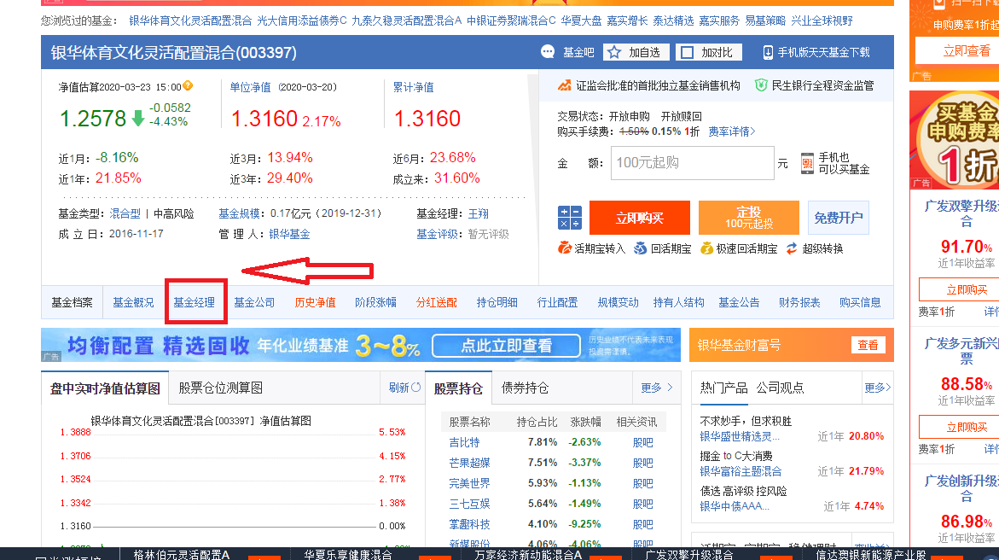 您浏览过的基金： 银华体育文化灵活配置混合 光大信用添益债券C 九泰久稳灵活配置混合A 中银证券聚瑞混合C 华夏大盘 嘉实增长 泰达精选 嘉实服务 易基策略 兴业全球视野
银华体育文化灵活配置混合(003397)
基金吧 加自选 加对比 手机版天天基金下载
净值估算2020-03-23 15:00
1.2578 -0.0582 -4.43%
单位净值 (2020-03-20)
1.3160 2.17%
累计净值
1.3160
近1月：-8.16% 近3月：13.94% 近6月：23.68%
近1年：21.85% 近3年：29.40% 成立来：31.60%
基金类型：混合型 | 中高风险 基金规模：0.17亿元（2019-12-31） 基金经理：王翔
成 立 日：2016-11-17 管 理 人：银华基金 基金评级：暂无评级
证监会批准的首批独立基金销售机构 民生银行全程资金监管
交易状态：开放申购 开放赎回
购买手续费：1.50% 0.15% 1折 费率详情>
金 额： 100元起购 元 手机也
可以买基金
立即购买 定投
100元起投 免费开户
活期宝转入 回活期宝 极速回活期宝 超级转换
基金档案 基金概况 基金经理 基金公司 历史净值 阶段涨幅 分红送配 持仓明细 行业配置 规模变动 持有人结构 基金公告 财务报表 购买信息
广告 均衡配置 精选固收 年化业绩基准 3~8% 点此立即查看 历史业绩不代表未来表现
投资需谨慎。
银华基金财富号 查看
盘中实时净值估算图 股票仓位测算图 刷新
银华体育文化灵活配置混合[003397] 净值估算图
1.3888 5.53%
1.3706 4.15%
1.3524 2.77%
1.3342 1.38%
1.3160 0.00%
股票持仓 债券持仓 更多 >
股票名称 持仓占比 涨跌幅 相关资讯
吉比特 7.81% -2.63% 股吧
芒果超媒 7.51% -3.37% 股吧
完美世界 5.93% -1.13% 股吧
三七互娱 5.64% -1.49% 股吧
掌趣科技 4.10% -9.25% 股吧
新媒股份 4.06% -4.06% 股吧
热门产品 公司观点 更多>
不求妙手，但求积胜
银华盛世精选灵... 近1年 20.80%
掘金 to C大消费
银华富裕主题混合 近1年 21.79%
债选 高评级 控风险
银华中债AAA... 近1年 4.74%
申购费率1折起
立即查看
广告
买基金
申购费率
1折
广告
广发双擎升级混
合
91.70%
近1年收益率
立即购买
费率1折
广发多元新兴
票
88.58%
近1年收益率
立即购买
费率1折
广发创新升级
合
86.98%
近1年收益率
格林伯元灵活配置A 华夏乐享健康混合 万家经济新动能混合A 广发双擎升级混合 信达澳银新能源产业股